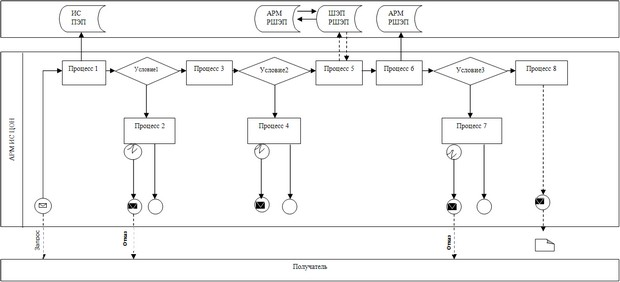 ИС
ПЭП
АРМ
РШЭП
ШЭП
РШЭП
АРМ
РШЭП
АРМ ИС ЦОН
Процесс 1
Условие1
Процесс 3
Условие2
Процесс 5
Процесс 6
Условие3
Процесс 8
Процесс 2
Процесс 4
Процесс 7
Запрос
Отказ
Отказ
Получатель